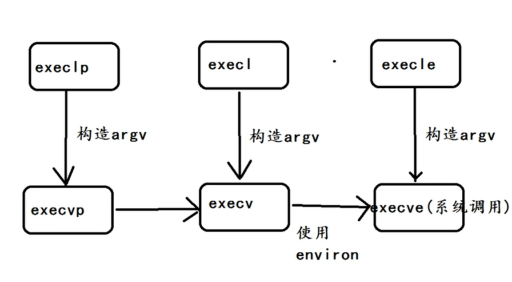 execlp
execl
execle
构造argv
构造argv
构造argv
execvp
execv
execve(系统调用)
使用
environ